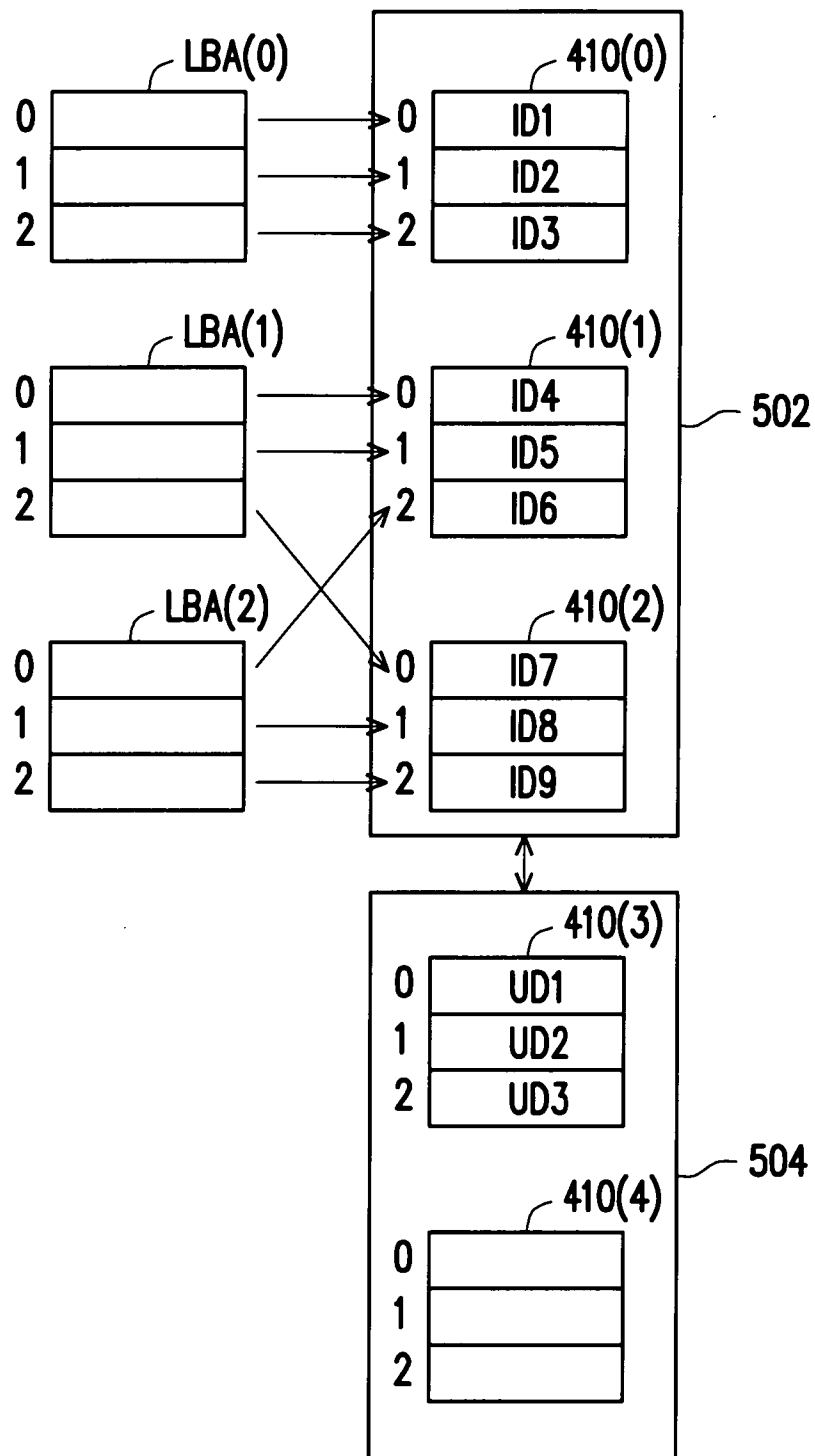 LBA(0) 410(0)
0 0 ID1
1 1 ID2
2 2 ID3
LBA(1) 410(1)
0 0 ID4
1 1 ID5
2 2 ID6
502
LBA(2) 410(2)
0 0 ID7
1 1 ID8
2 2 ID9
410(3)
0 UD1
1 UD2
2 UD3
504
410(4)
0
1
2